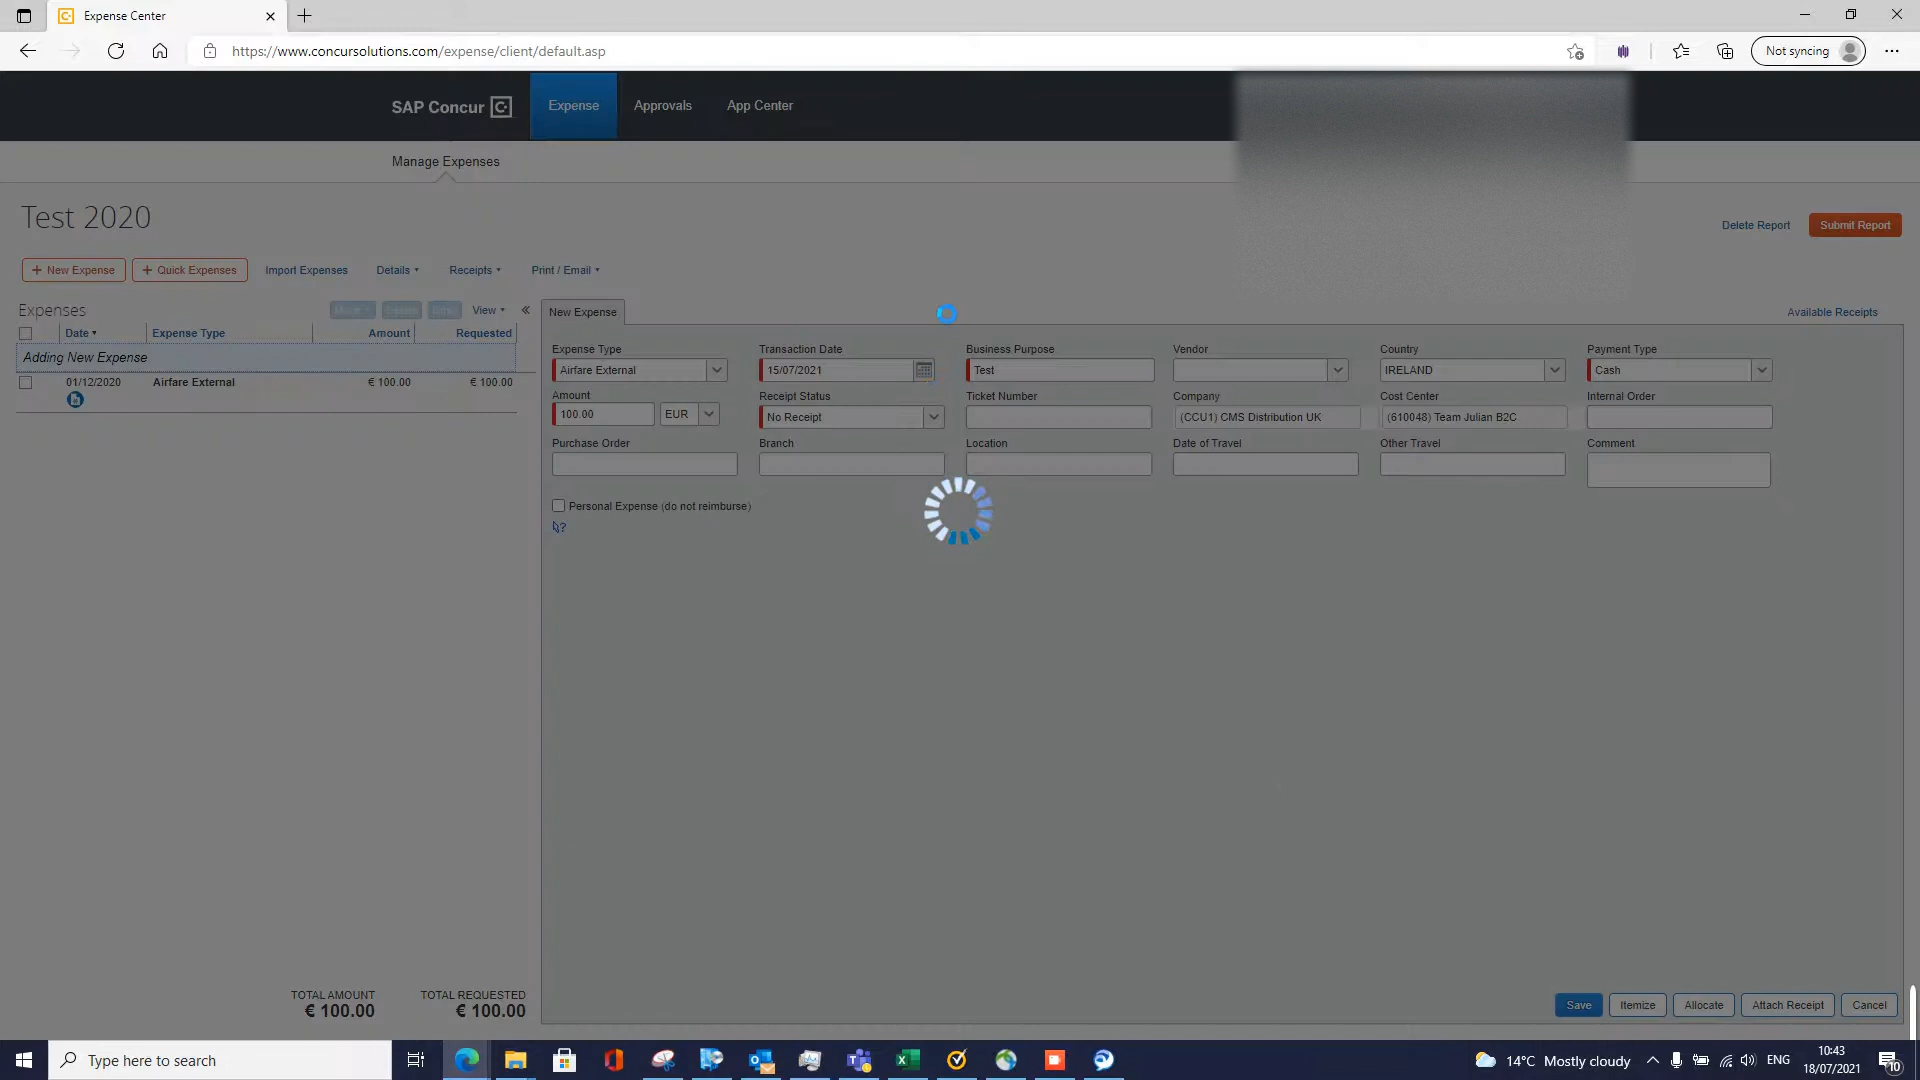 Expense Center
https://www.concursolutions.com/expense/client/default.asp
Not syncing
SAP Concur C
Expense
Approvals
App Center
Manage Expenses
Test 2020
Delete Report
Submit Report
+ New Expense
+ Quick Expenses
Import Expenses
Details
Receipts
Print / Email
Expenses
View
New Expense
Available Receipts
Date Expense Type Amount Requested
Adding New Expense
01/12/2020 Airfare External € 100.00 € 100.00
Expense Type
Airfare External
Transaction Date
15/07/2021
Business Purpose
Test
Vendor
Country
IRELAND
Payment Type
Cash
Amount
100.00 EUR
Receipt Status
No Receipt
Ticket Number
Company
(CCU1) CMS Distribution UK
Cost Center
(610048) Team Julian B2C
Internal Order
Purchase Order
Branch
Location
Date of Travel
Other Travel
Comment
Personal Expense (do not reimburse)
?
TOTAL AMOUNT
€ 100.00
TOTAL REQUESTED
€ 100.00
Save
Itemize
Allocate
Attach Receipt
Cancel
Type here to search
14°C Mostly cloudy
ENG
10:43
18/07/2021
10